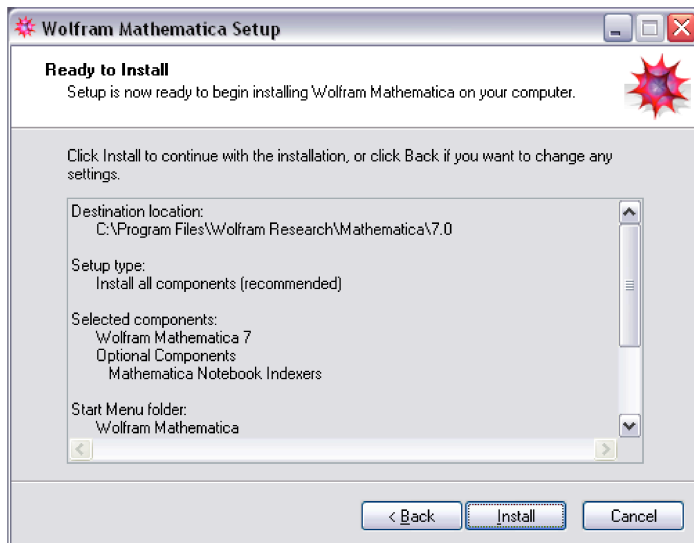 Wolfram Mathematica Setup
Ready to Install
Setup is now ready to begin installing Wolfram Mathematica on your computer.
Click Install to continue with the installation, or click Back if you want to change any
settings.
Destination location:
C:\Program Files\Wolfram Research\Mathematica\7.0
Setup type:
Install all components (recommended)
Selected components:
Wolfram Mathematica 7
Optional Components
Mathematica Notebook Indexers
Start Menu folder:
Wolfram Mathematica
< Back
Install
Cancel